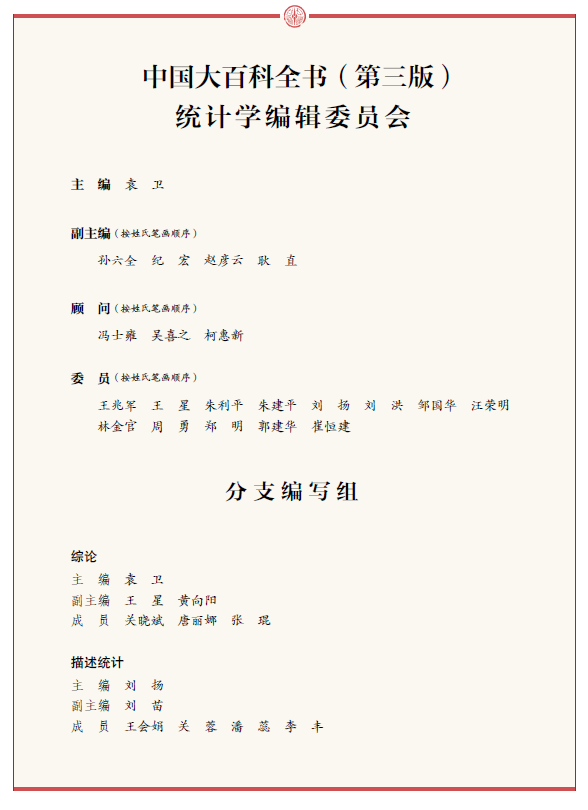 中国大百科全书（第三版）
统计学编辑委员会
主　编　袁　卫
副主编（按姓氏笔画顺序）
孙六全　纪　宏　赵彦云　耿　直
顾　问（按姓氏笔画顺序）
冯士雍　吴喜之　柯惠新
委　员（按姓氏笔画顺序）
王兆军　王　星　朱利平　朱建平　刘　扬　刘　洪　邹国华　汪荣明
林金官　周　勇　郑　明　郭建华　崔恒建
分支编写组
综论
主　编　袁　卫
副主编　王　星　黄向阳
成　员　关晓斌　唐丽娜　张　琨
描述统计
主　编　刘　扬
副主编　刘　苗
成　员　王会娟　关　蓉　潘　蕊　李　丰